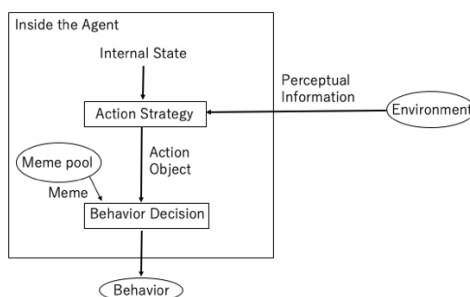 Inside the Agent
Internal State
Perceptual
Information
Action Strategy
Environment
Action
Object
Meme pool
Meme
Behavior Decision
Behavior